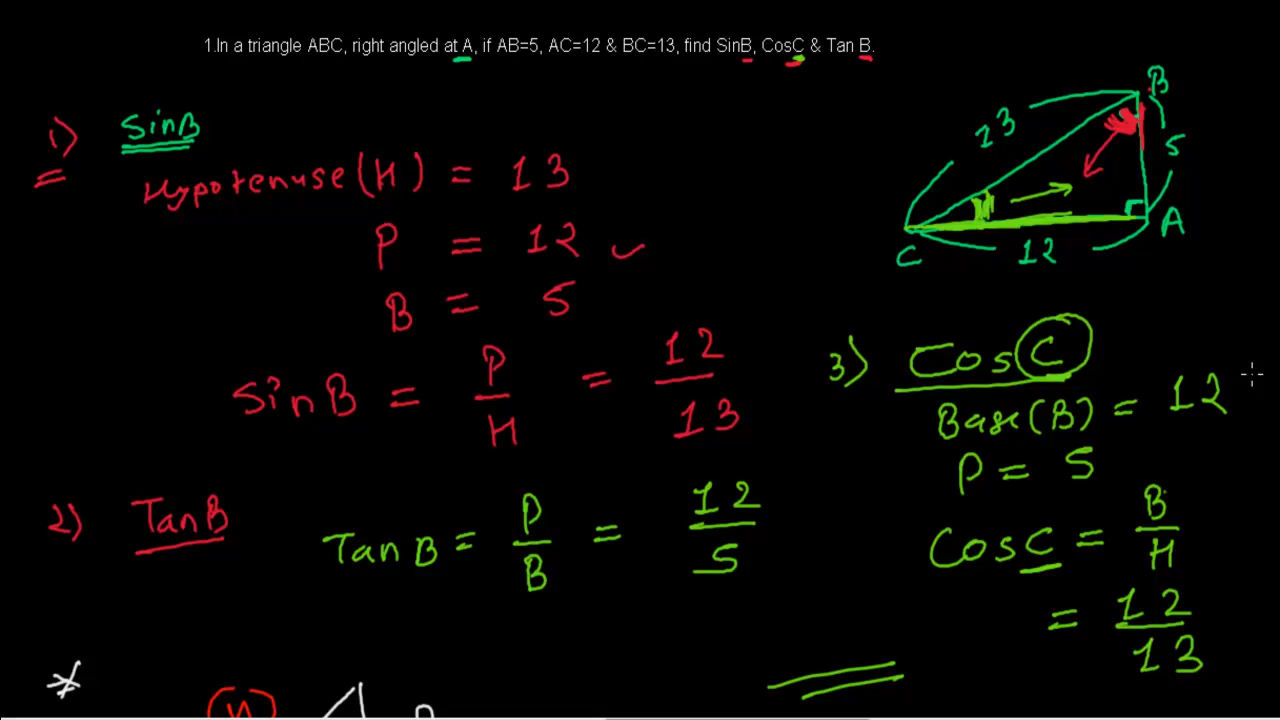 1.In a triangle ABC, right angled at A, if AB=5, AC=12 & BC=13, find SinB, CosC & Tan B.
1) SinB
Hypotenuse(H) = 13
P = 12 ✓
B = 5
SinB = P/H = 12/13
2) TanB
TanB = P/B = 12/5
B
13
5
A
C
12
3) CosC
Base(B) = 12
P = 5
CosC = B/H
= 12/13